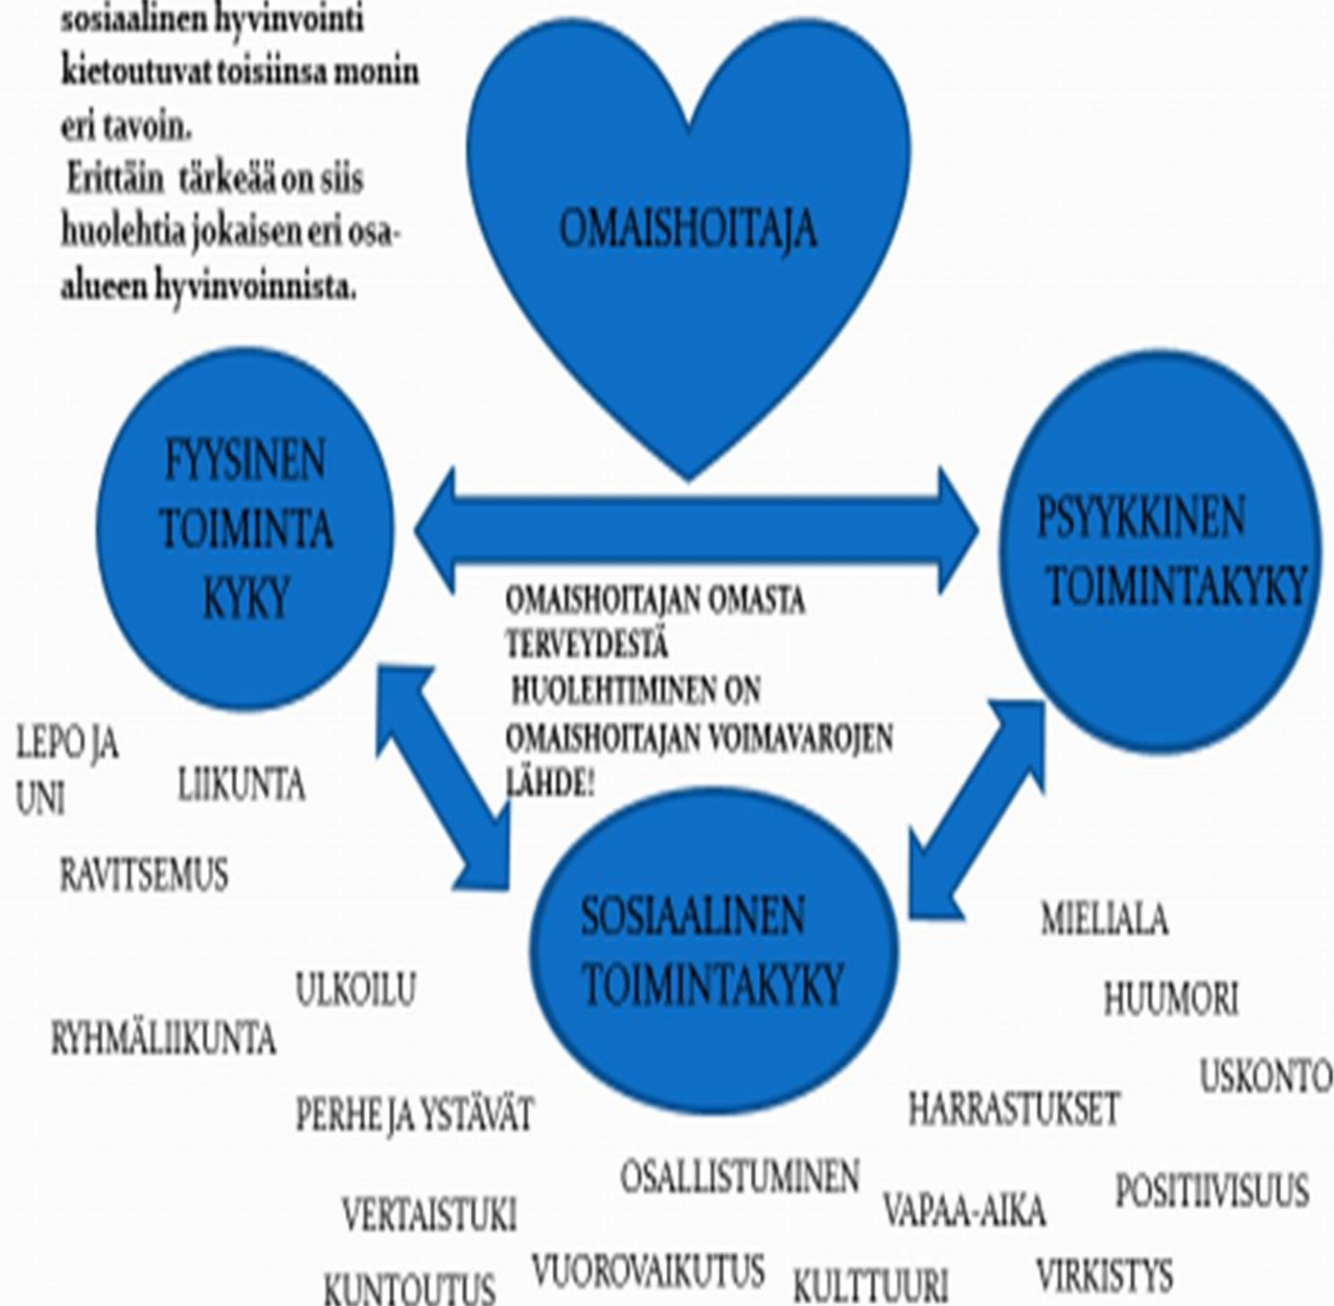 sosiaalinen hyvinvointi
kietoutuvat toisiinsa monin
eri tavoin.
Erittäin tärkeää on siis
huolehtia jokaisen eri osa-
alueen hyvinvoinnista.
OMAISHOITAJA
FYYSINEN
TOIMINTA
KYKY
PSYYKKINEN
TOIMINTAKYKY
OMAISHOITAJAN OMASTA
TERVEYDESTÄ
HUOLEHTIMINEN ON
OMAISHOITAJAN VOIMAVAROJEN
LÄHDE!
SOSIAALINEN
TOIMINTAKYKY
LEPO JA
UNI
LIIKUNTA
RAVITSEMUS
ULKOILU
RYHMÄLIIKUNTA
PERHE JA YSTÄVÄT
VERTAISTUKI
KUNTOUTUS
OSALLISTUMINEN
VUOROVAIKUTUS
MIELIALA
HUUMORI
USKONTO
HARRASTUKSET
POSITIIVISUUS
VAPAA-AIKA
KULTTUURI
VIRKISTYS